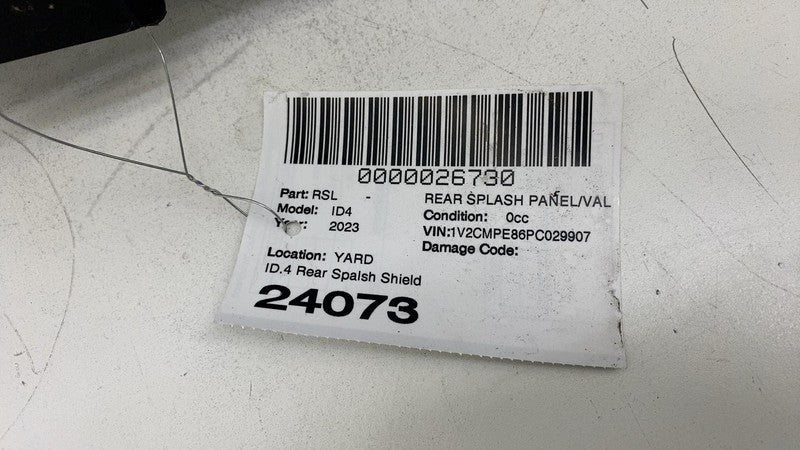 0000026730
Part: RSL - REAR SPLASH PANEL/VAL
Model: ID4 Condition: 0cc
Year: 2023 VIN:1V2CMPE86PC029907
Damage Code:
Location: YARD
ID.4 Rear Spalsh Shield
24073